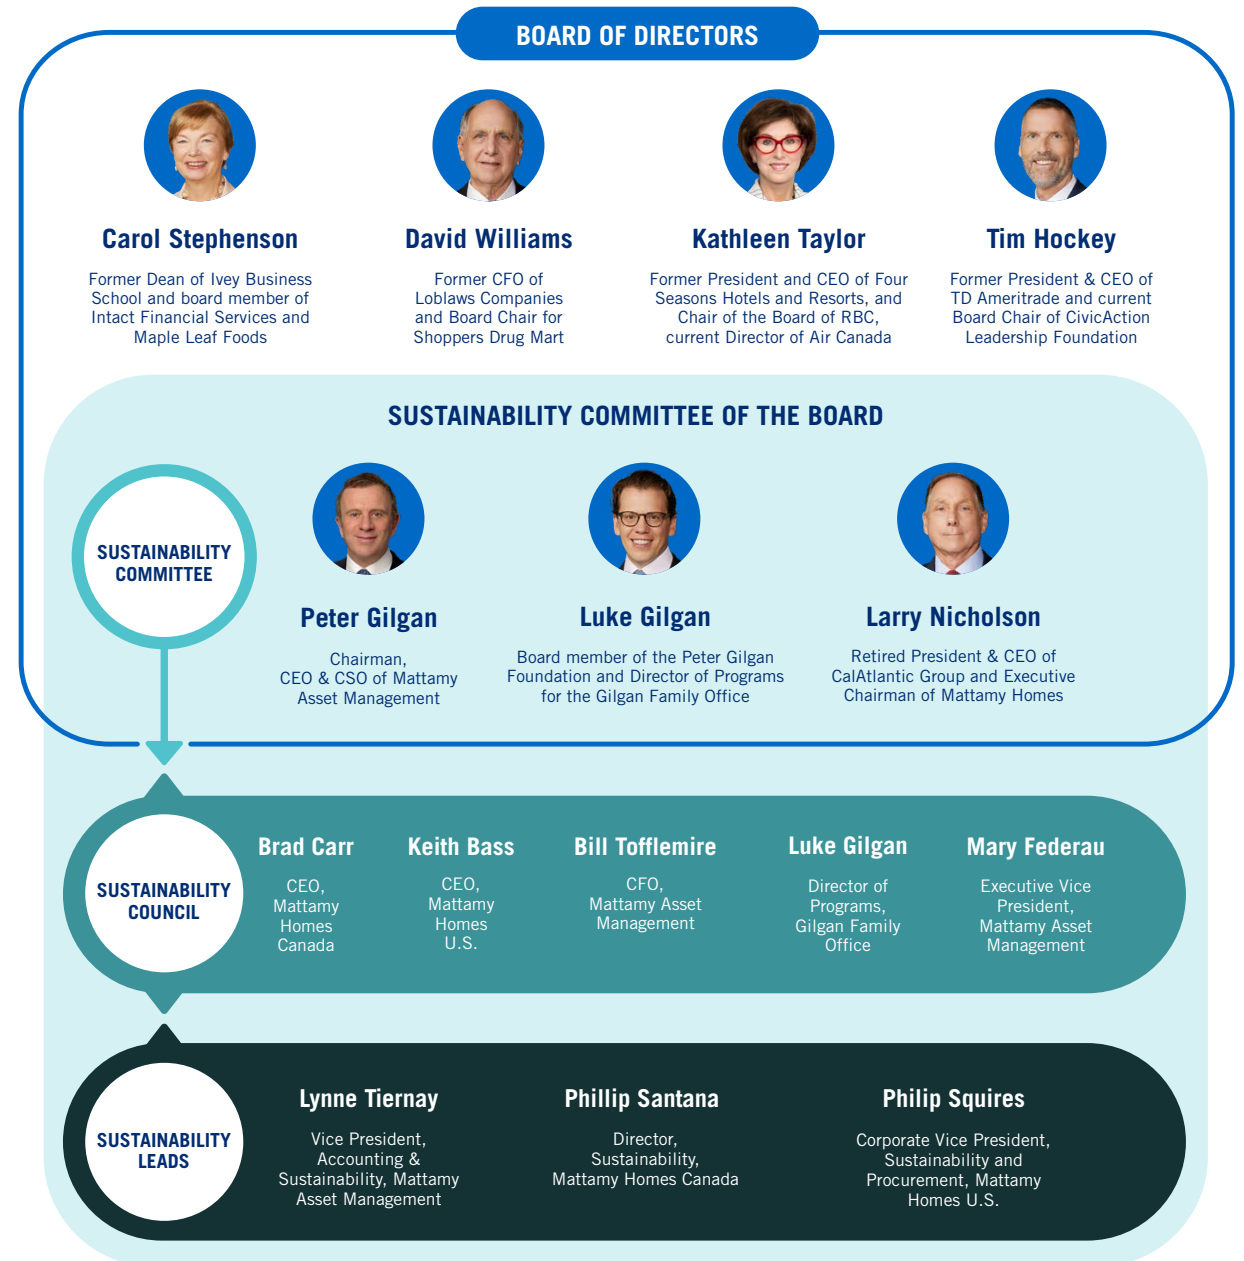 BOARD OF DIRECTORS
Carol Stephenson
Former Dean of Ivey Business
School and board member of
Intact Financial Services and
Maple Leaf Foods
David Williams
Former CFO of
Loblaws Companies
and Board Chair for
Shoppers Drug Mart
Kathleen Taylor
Former President and CEO of Four
Seasons Hotels and Resorts, and
Chair of the Board of RBC,
current Director of Air Canada
Tim Hockey
Former President & CEO of
TD Ameritrade and current
Board Chair of CivicAction
Leadership Foundation
SUSTAINABILITY COMMITTEE OF THE BOARD
SUSTAINABILITY
COMMITTEE
Peter Gilgan
Chairman,
CEO & CSO of Mattamy
Asset Management
Luke Gilgan
Board member of the Peter Gilgan
Foundation and Director of Programs
for the Gilgan Family Office
Larry Nicholson
Retired President & CEO of
CalAtlantic Group and Executive
Chairman of Mattamy Homes
SUSTAINABILITY
COUNCIL
Brad Carr
CEO,
Mattamy
Homes
Canada
Keith Bass
CEO,
Mattamy
Homes
U.S.
Bill Tofflemire
CFO,
Mattamy Asset
Management
Luke Gilgan
Director of
Programs,
Gilgan Family
Office
Mary Federau
Executive Vice
President,
Mattamy Asset
Management
SUSTAINABILITY
LEADS
Lynne Tiernay
Vice President,
Accounting &
Sustainability, Mattamy
Asset Management
Phillip Santana
Director,
Sustainability,
Mattamy Homes Canada
Philip Squires
Corporate Vice President,
Sustainability and
Procurement, Mattamy
Homes U.S.